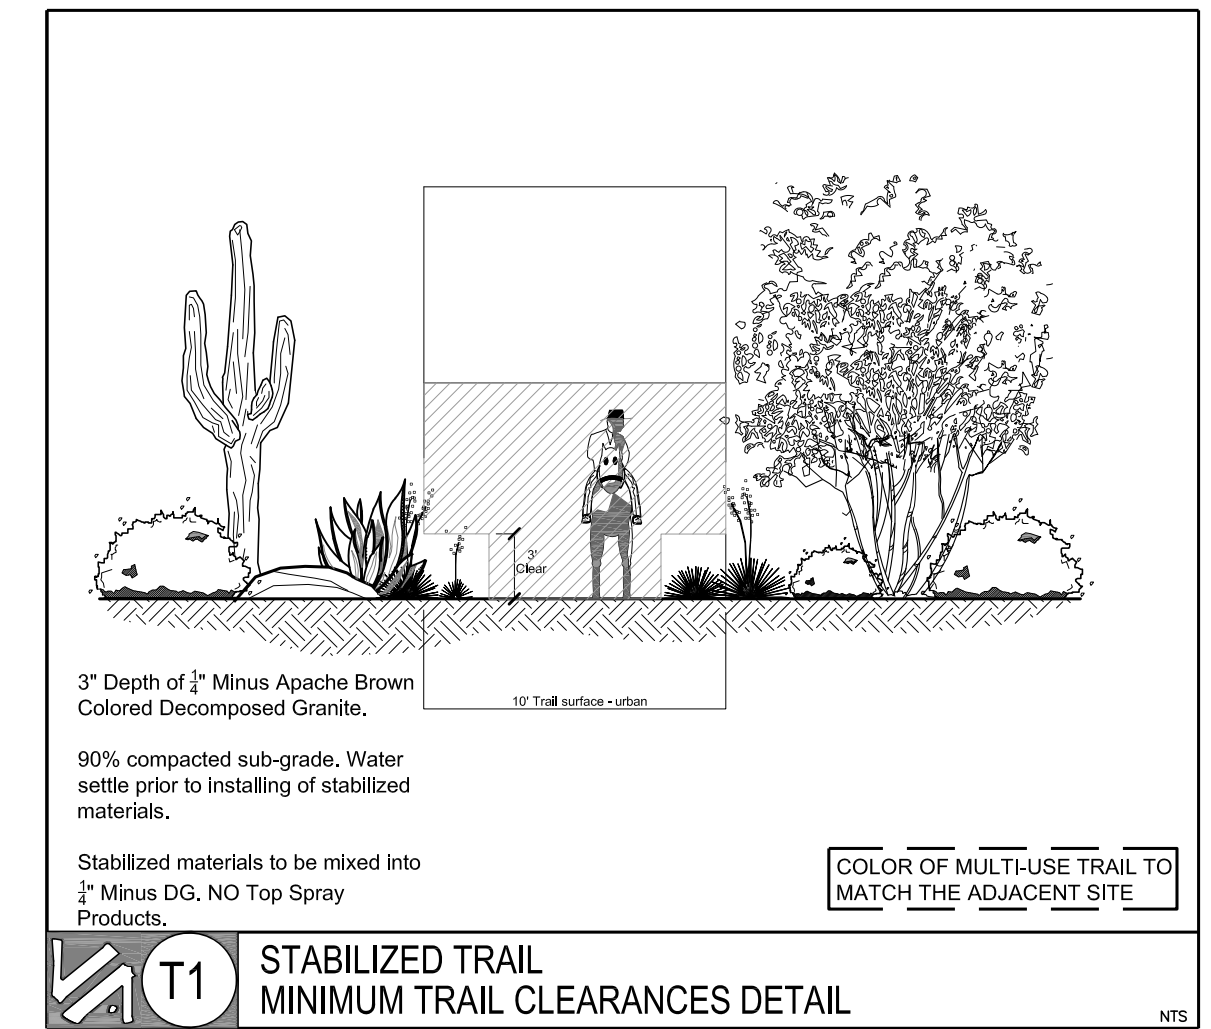 3'
Clear
3" Depth of 1/4" Minus Apache Brown
Colored Decomposed Granite.
10' Trail surface - urban
90% compacted sub-grade. Water
settle prior to installing of stabilized
materials.
Stabilized materials to be mixed into
1/4" Minus DG. NO Top Spray
Products.
COLOR OF MULTI-USE TRAIL TO
MATCH THE ADJACENT SITE
T1
STABILIZED TRAIL
MINIMUM TRAIL CLEARANCES DETAIL
NTS